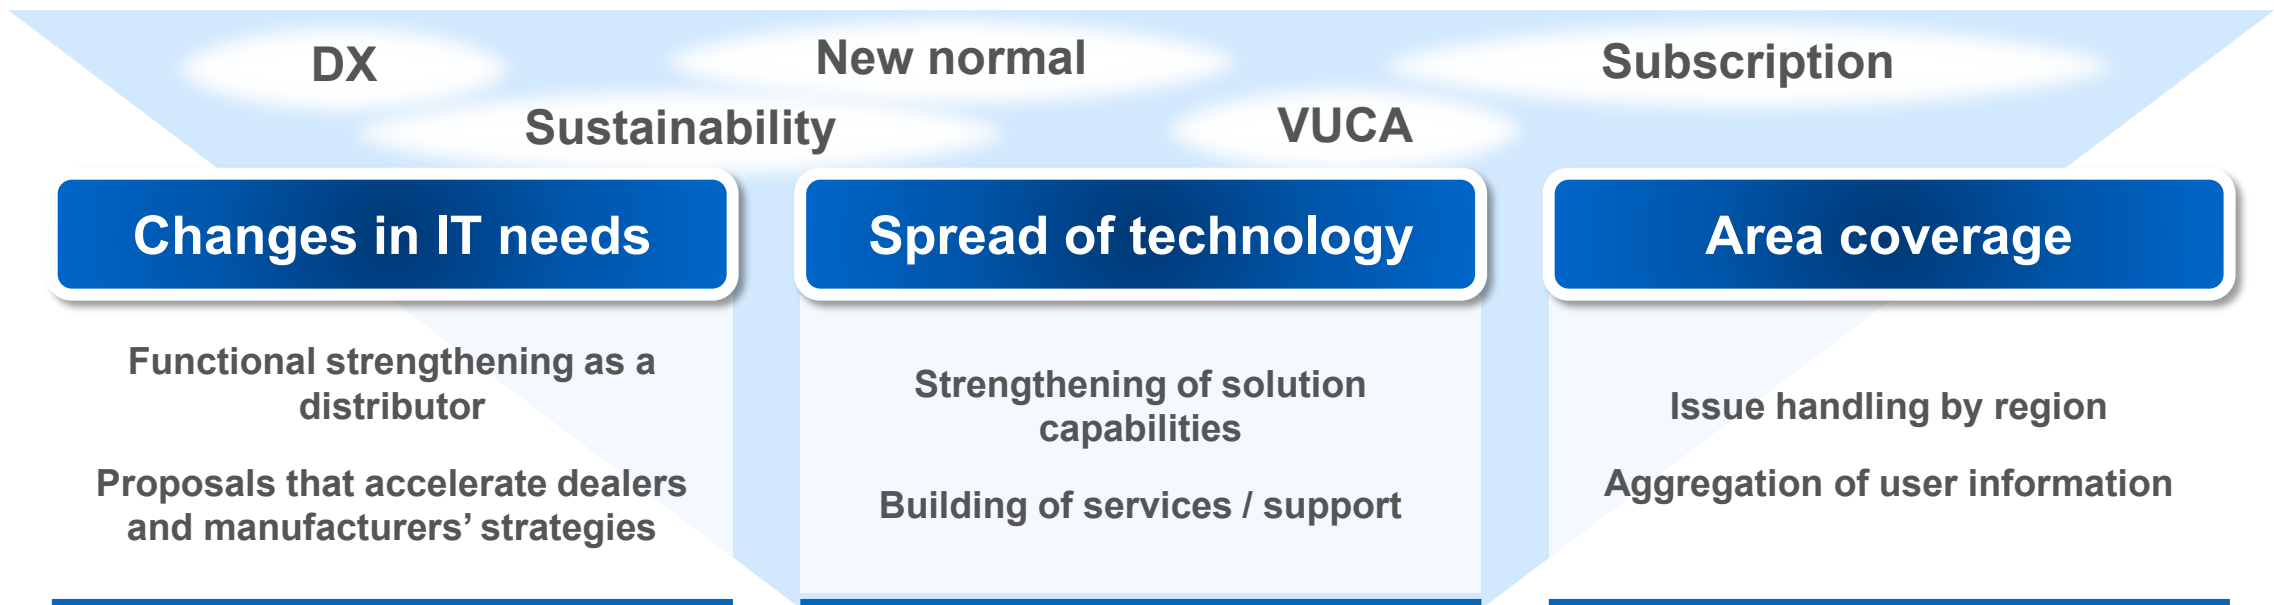 DX
New normal
Subscription
Sustainability
VUCA
Changes in IT needs
Functional strengthening as a
distributor
Proposals that accelerate dealers
and manufacturers’ strategies
Spread of technology
Strengthening of solution
capabilities
Building of services / support
Area coverage
Issue handling by region
Aggregation of user information